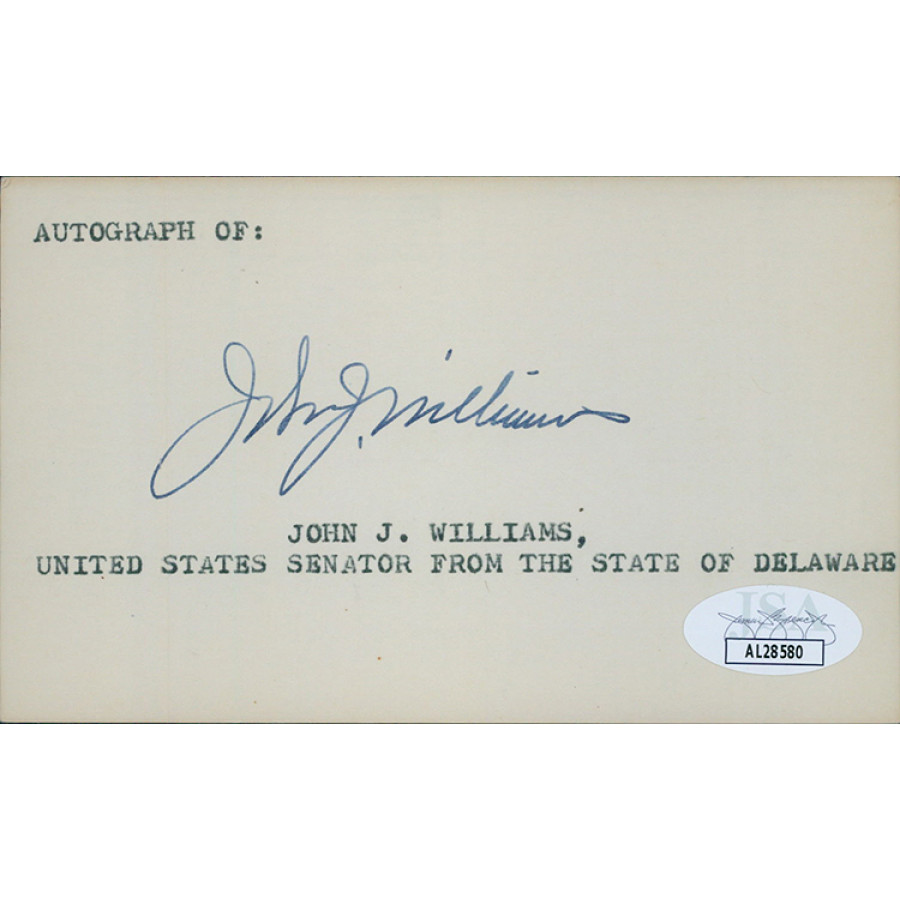 AUTOGRAPH OF:
John J. Williams
JOHN J. WILLIAMS,
UNITED STATES SENATOR FROM THE STATE OF DELAWARE
JSA
AL28580